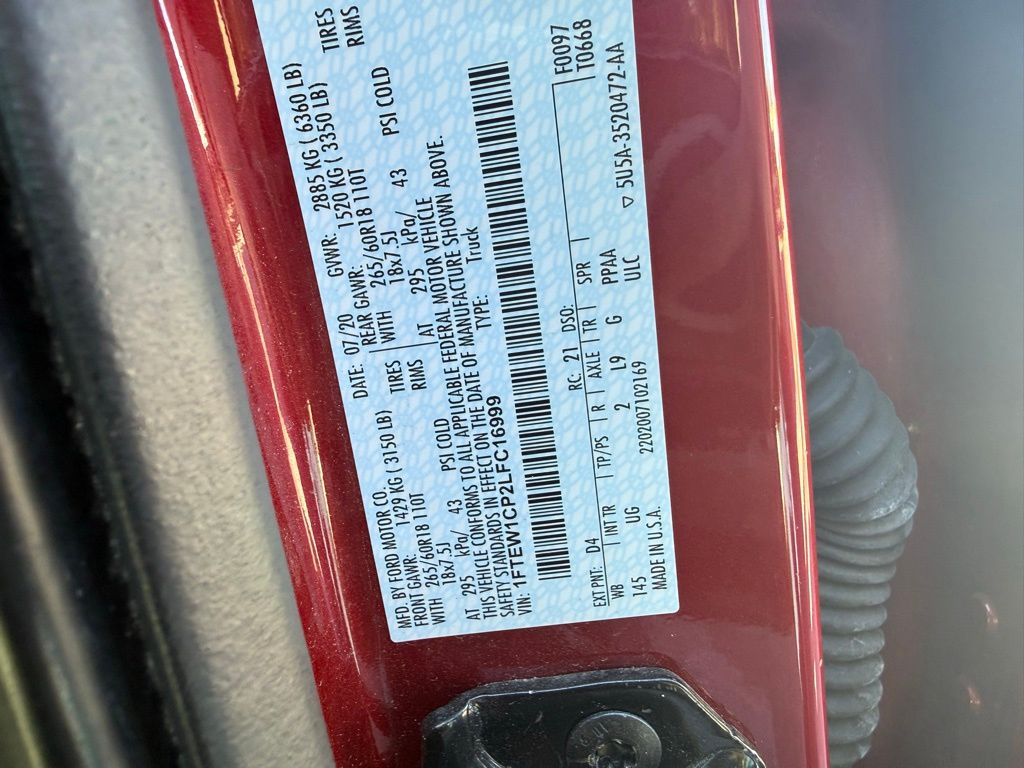 MFD. BY FORD MOTOR CO. DATE: 07/20 GVWR: 2885 KG ( 6360 LB)
FRONT GAWR: 1429 KG ( 3150 LB) REAR GAWR: 1520 KG ( 3350 LB)
WITH 265/60R18 110T TIRES WITH 265/60R18 110T TIRES
18x7.5J RIMS 18x7.5J RIMS
AT 295 kPa/ 43 PSI COLD AT 295 kPa/ 43 PSI COLD
THIS VEHICLE CONFORMS TO ALL APPLICABLE FEDERAL MOTOR VEHICLE
SAFETY STANDARDS IN EFFECT ON THE DATE OF MANUFACTURE SHOWN ABOVE.
VIN: 1FTEW1CP2LFC16999 TYPE: Truck
F0097
T0668
EXT PNT: D4 RC: 21 DSO:
WB INT TR TP/PS R AXLE TR SPR
145 UG 2 L9 G PPAA
MADE IN U.S.A. 2202007102169 ULC
▽ 5U5A-3520472-AA